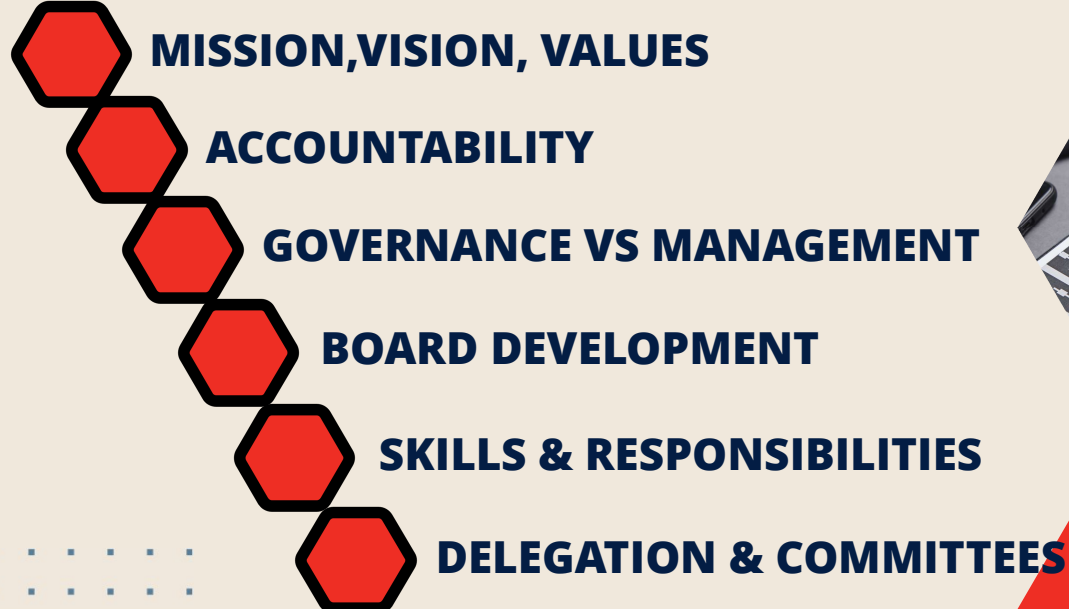 MISSION,VISION, VALUES
ACCOUNTABILITY
GOVERNANCE VS MANAGEMENT
BOARD DEVELOPMENT
SKILLS & RESPONSIBILITIES
DELEGATION & COMMITTEES